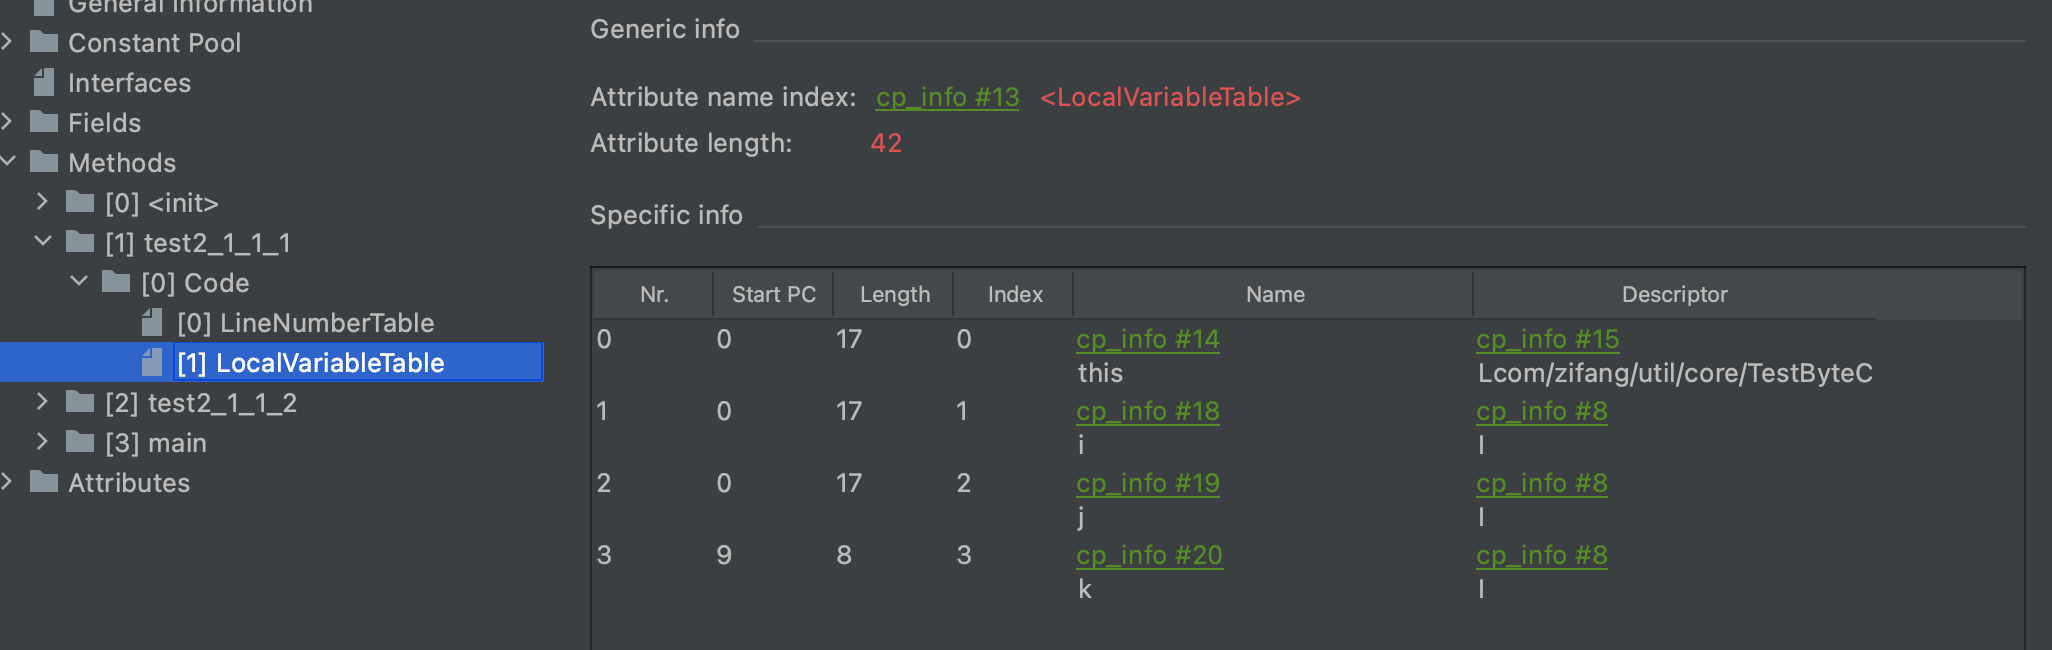 General Information
Constant Pool
Interfaces
Fields
Methods
[0] <init>
[1] test2_1_1_1
[0] Code
[0] LineNumberTable
[1] LocalVariableTable
[2] test2_1_1_2
[3] main
Attributes
Generic info
Attribute name index: cp_info #13 <LocalVariableTable>
Attribute length: 42
Specific info
Nr. Start PC Length Index Name Descriptor
0 0 17 0 cp_info #14 cp_info #15
this Lcom/zifang/util/core/TestByteC
1 0 17 1 cp_info #18 cp_info #8
i I
2 0 17 2 cp_info #19 cp_info #8
j I
3 9 8 3 cp_info #20 cp_info #8
k I